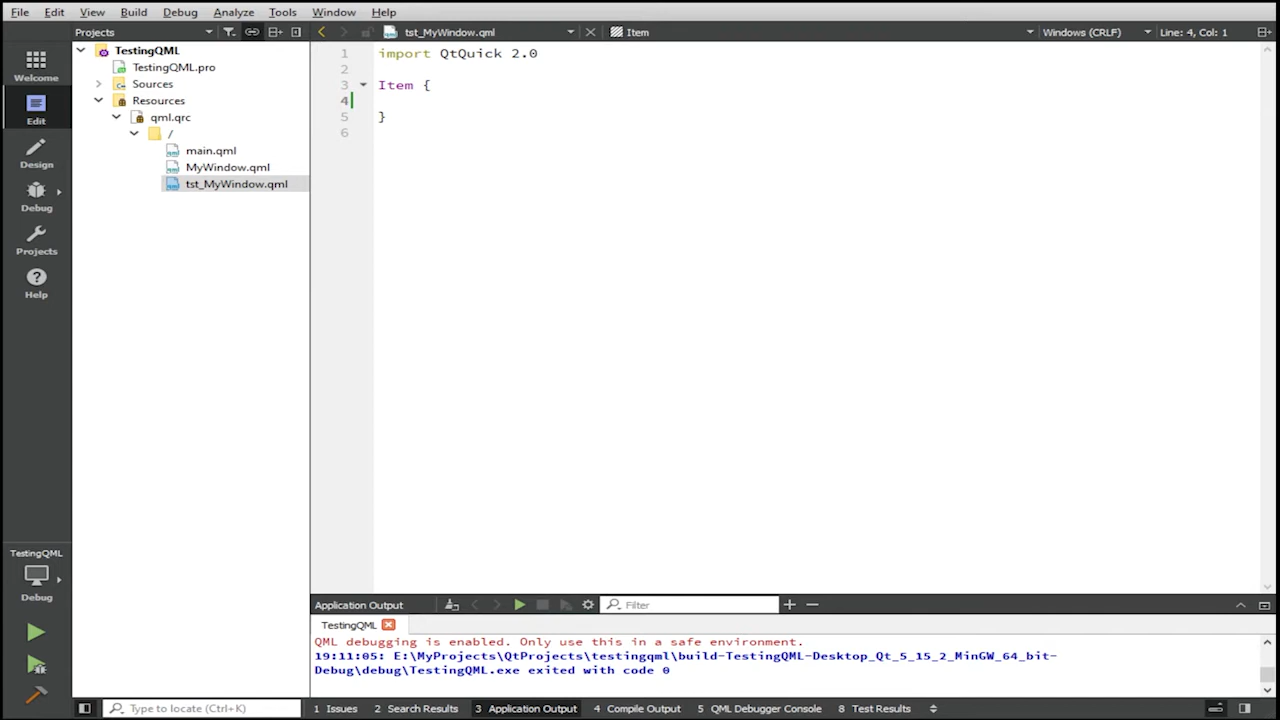 File Edit View Build Debug Analyze Tools Window Help
Projects
tst_MyWindow.qml
Item
Windows (CRLF)
Line: 4, Col: 1
Welcome
Edit
Design
Debug
Projects
Help
TestingQML
TestingQML.pro
Sources
Resources
qml.qrc
/
main.qml
MyWindow.qml
tst_MyWindow.qml
1 import QtQuick 2.0
2
3 Item {
4
5 }
6
TestingQML
Debug
Application Output
Filter
TestingQML
QML debugging is enabled. Only use this in a safe environment.
19:11:05: E:\MyProjects\QtProjects\testingqml\build-TestingQML-Desktop_Qt_5_15_2_MinGW_64_bit-
Debug\debug\TestingQML.exe exited with code 0
Type to locate (Ctrl+K)
1 Issues
2 Search Results
3 Application Output
4 Compile Output
5 QML Debugger Console
8 Test Results